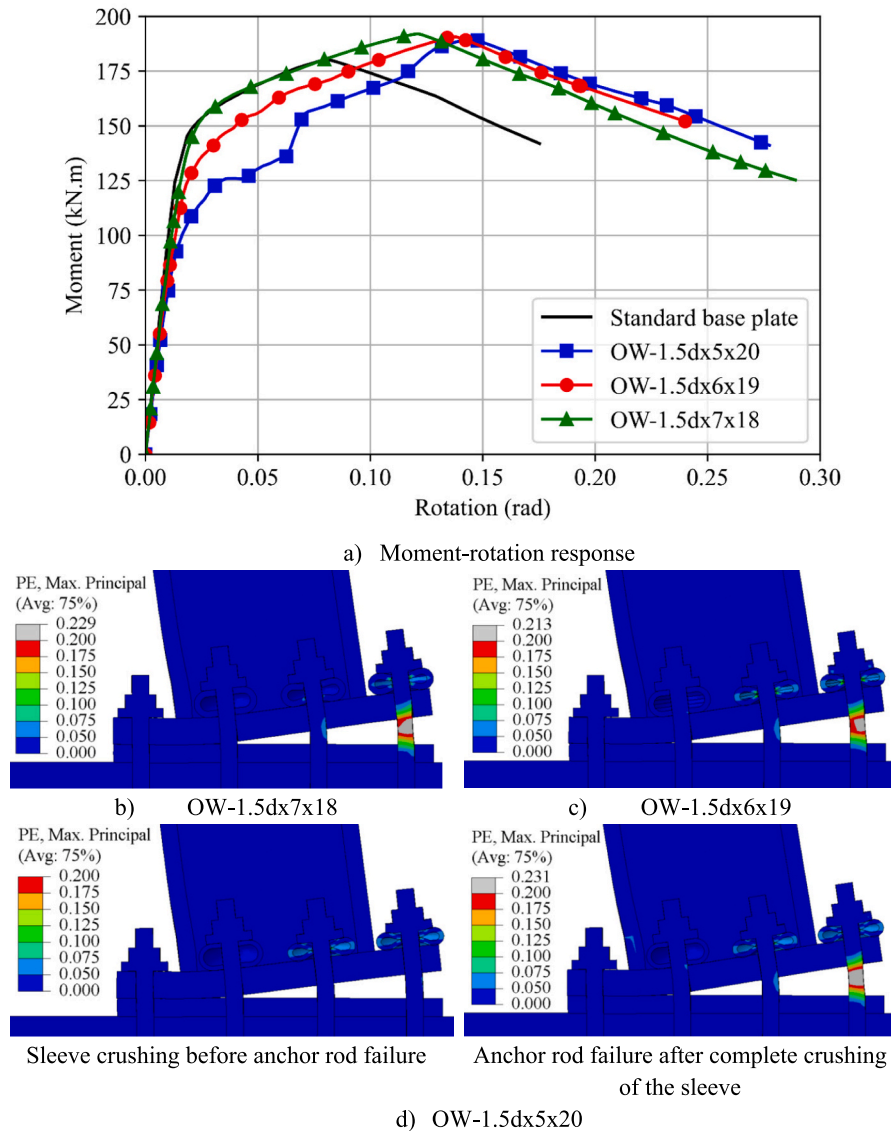 200
175
150
125
100
75
50
25
0
Moment (kN.m)
0.00 0.05 0.10 0.15 0.20 0.25 0.30
Rotation (rad)
Standard base plate
OW-1.5dx5x20
OW-1.5dx6x19
OW-1.5dx7x18
a) Moment-rotation response
PE, Max. Principal
(Avg: 75%)
0.229
0.200
0.175
0.150
0.125
0.100
0.075
0.050
0.000
b) OW-1.5dx7x18
PE, Max. Principal
(Avg: 75%)
0.213
0.200
0.175
0.150
0.125
0.100
0.075
0.050
0.000
c) OW-1.5dx6x19
PE, Max. Principal
(Avg: 75%)
0.200
0.175
0.150
0.125
0.100
0.075
0.050
0.000
Sleeve crushing before anchor rod failure
PE, Max. Principal
(Avg: 75%)
0.231
0.200
0.175
0.150
0.125
0.100
0.075
0.050
0.000
Anchor rod failure after complete crushing
of the sleeve
d) OW-1.5dx5x20